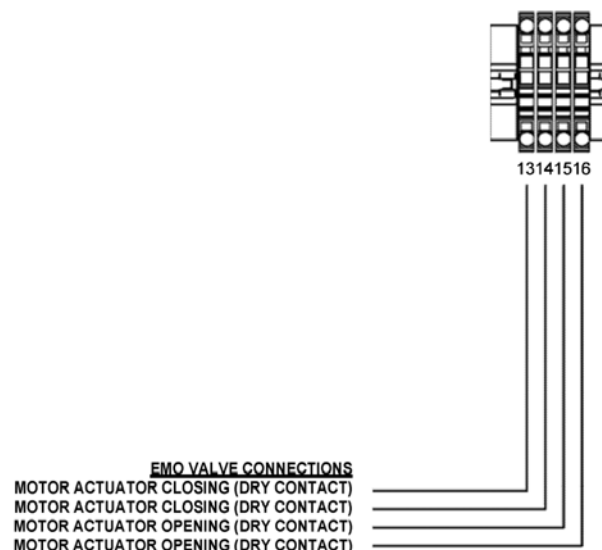 13141516
EMO VALVE CONNECTIONS
MOTOR ACTUATOR CLOSING (DRY CONTACT)
MOTOR ACTUATOR CLOSING (DRY CONTACT)
MOTOR ACTUATOR OPENING (DRY CONTACT)
MOTOR ACTUATOR OPENING (DRY CONTACT)